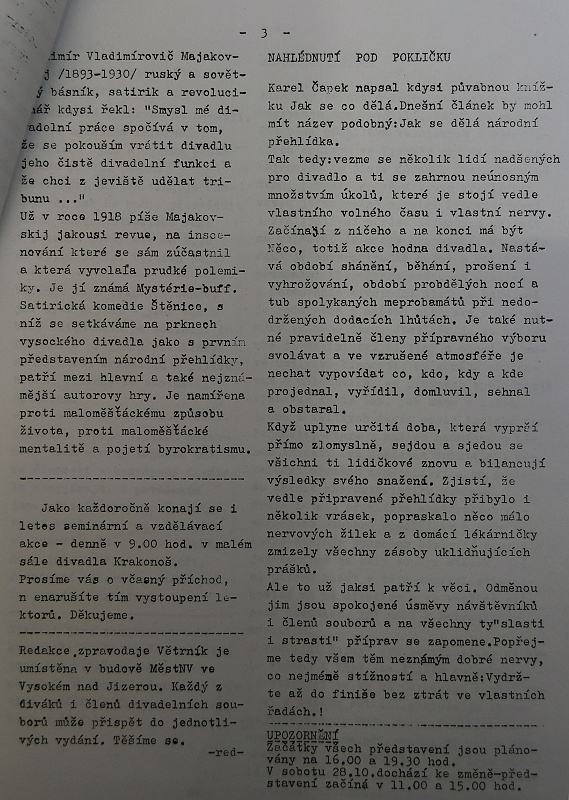 - 3 -
imír Vladimírovič Majakov-
j /1893-1930/ ruský a sovět-
ý básník, satirik a revoluci-
ář kdysi řekl: "Smysl mé di-
adelní práce spočívá v tom,
že se pokouším vrátit divadlu
jeho čistě divadelní funkci a
že chci z jeviště udělat tri-
bunu ..."
Už v roce 1918 píše Majakov-
skij jakousi revue, na insce-
nování které se sám zúčastnil
a která vyvolala prudké polemi-
ky. Je jí známá Mystérie-buff.
Satirická komedie Štěnice, s
níž se setkáváme na prknech
vysockého divadla jako s prvním
představením národní přehlídky,
patří mezi hlavní a také nejzná-
mější autorovy hry. Je namířena
proti maloměšťáckému způsobu
života, proti maloměšťácké
mentalitě a pojetí byrokratismu.
Jako každoročně konají se i
letos seminární a vzdělávací
akce - denně v 9.00 hod. v malém
sále divadla Krakonoš.
Prosíme vás o včasný příchod,
n enarušíte tím vystoupení le-
ktorů. Děkujeme.
Redakce zpravodaje Větrník je
umístěna v budově MěstNV ve
Vysokém nad Jizerou. Každý z
diváků i členů divadelních sou-
borů může přispět do jednotli-
vých vydání. Těšíme se.
-red-
NAHLÉDNUTÍ POD POKLIČKU
Karel Čapek napsal kdysi půvabnou kníž-
ku Jak se co dělá.Dnešní článek by mohl
mít název podobný:Jak se dělá národní
přehlídka.
Tak tedy:vezme se několik lidí nadšených
pro divadlo a ti se zahrnou neúnosným
množstvím úkolů, které je stojí vedle
vlastního volného času i vlastní nervy.
Začínají z ničeho a na konci má být
Něco, totiž akce hodna divadla. Nastá-
vá období shánění, běhání, prošení i
vyhrožování, období probdělých nocí a
tub spolykaných meprobamátů při nedo-
držených dodacích lhůtách. Je také nut-
né pravidelně členy přípravného výboru
svolávat a ve vzrušené atmosféře je
nechat vypovídat co, kdo, kdy a kde
projednal, vyřídil, domluvil, sehnal
a obstaral.
Když uplyne určitá doba, která vyprší
přímo zlomyslně, sejdou a sjedou se
všichni ti lidičkové znovu a bilancují
výsledky svého snažení. Zjistí, že
vedle připravené přehlídky přibylo i
několik vrásek, popraskalo něco málo
nervových žilek a z domácí lékárničky
zmizely všechny zásoby uklidňujících
prášků.
Ale to už jaksi patří k věci. Odměnou
jim jsou spokojené úsměvy návštěvníků
i členů souborů a na všechny ty"slasti
i strasti" příprav se zapomene.Popřej-
me tedy všem těm neznámým dobré nervy,
co nejméně stížností a hlavně:Vydrž-
te až do finiše bez ztrát ve vlastních
řadách.!
UPOZORNĚNÍ
Začátky všech představení jsou pláno-
vány na 16.00 a 19.30 hod.
V sobotu 28.10.dochází ke změně-před-
stavení začíná v 11.00 a 15.00 hod.